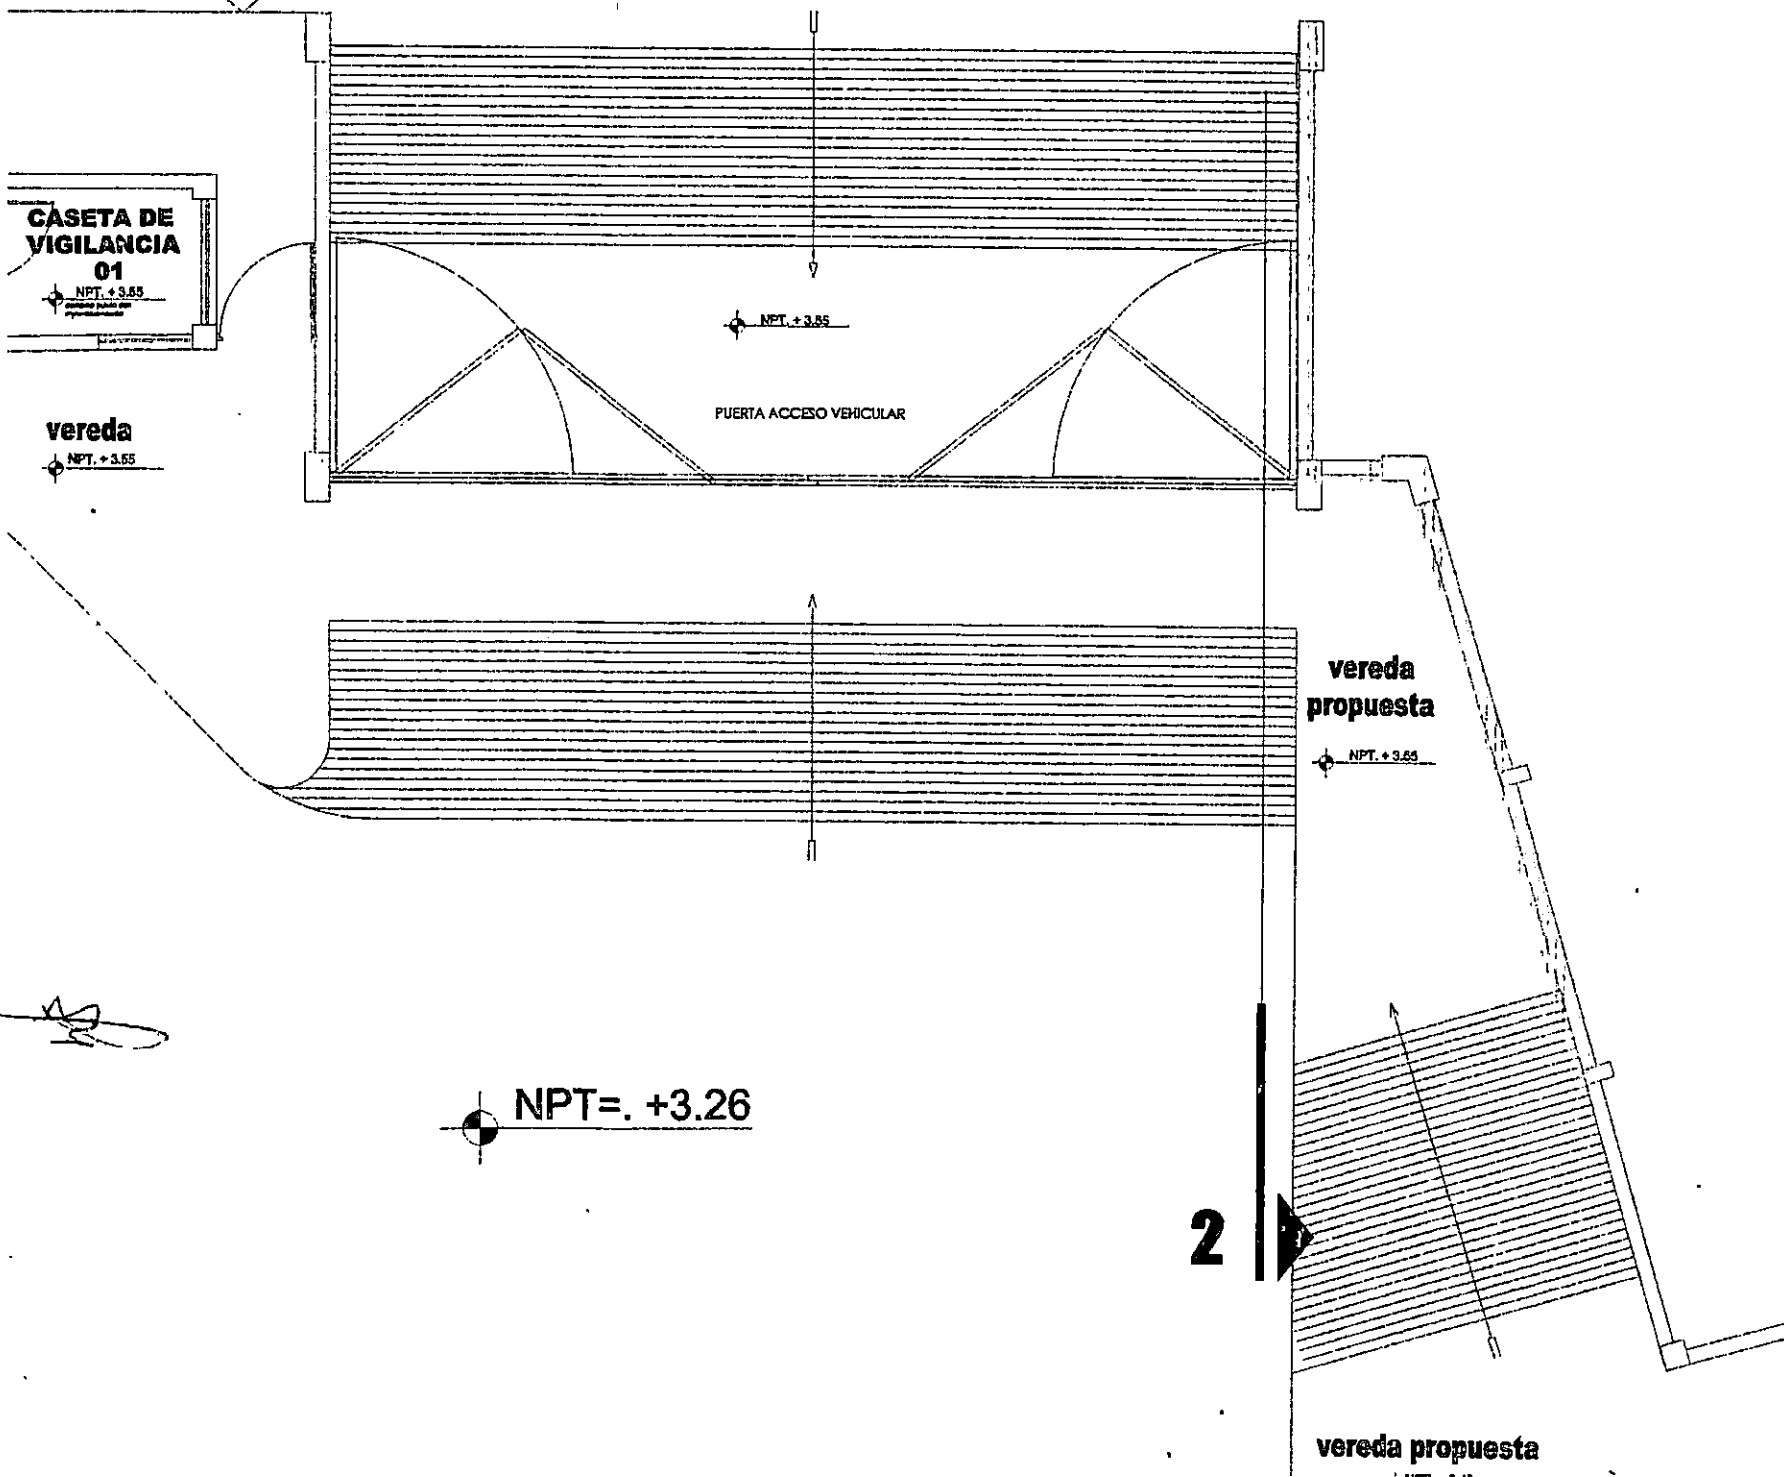 CASETA DE
VIGILANCIA
01
NPT. + 3.55
NPT. + 3.55
PUERTA ACCESO VEHICULAR
vereda
NPT. + 3.55
vereda
propuesta
NPT. + 3.55
NPT=. +3.26
2
vereda propuesta